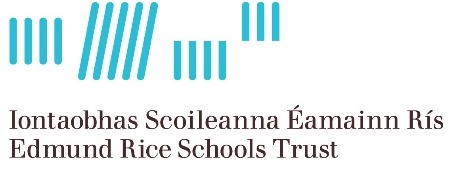 Iontaobhas Scoileanna Éamainn Rís
Edmund Rice Schools Trust